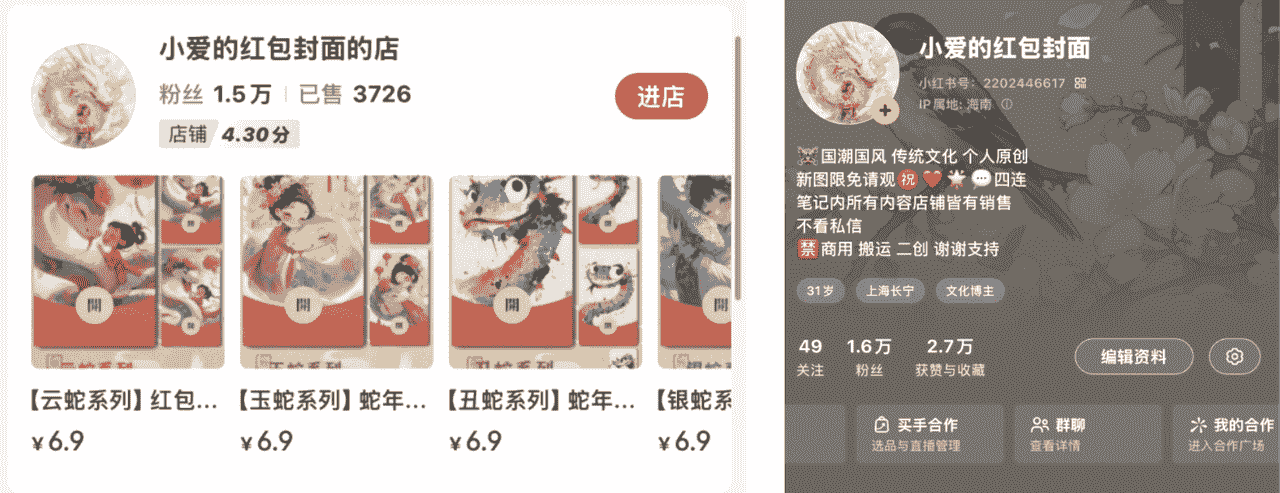 小爱的红包封面的店
粉丝 1.5万 已售 3726
店铺 4.30分
进店
開 開 開 開 開 開 開 開 開 開
【云蛇系列】红包...
【玉蛇系列】蛇年...
【丑蛇系列】蛇年...
【银蛇系
¥6.9
¥6.9
¥6.9
¥6.9
小爱的红包封面
小红书号：2202446617
IP属地：海南
国潮国风 传统文化 个人原创
新图限免请观㊗️❤️🌟💬四连
笔记内所有内容店铺皆有销售
不看私信
🈲商用 搬运 二创 谢谢支持
31岁
上海长宁
文化博主
49 1.6万 2.7万
关注 粉丝 获赞与收藏
编辑资料
买手合作
选品与直播管理
群聊
查看详情
我的合作
进入合作广场